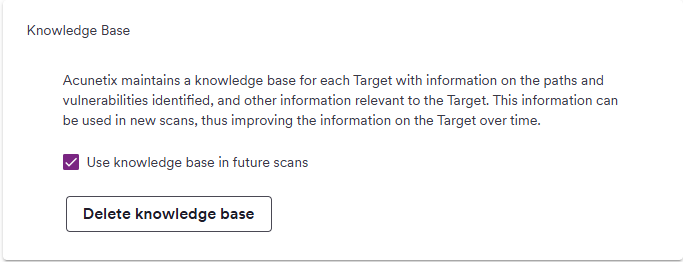 Knowledge Base
Acunetix maintains a knowledge base for each Target with information on the paths and
vulnerabilities identified, and other information relevant to the Target. This information can
be used in new scans, thus improving the information on the Target over time.
Use knowledge base in future scans
Delete knowledge base